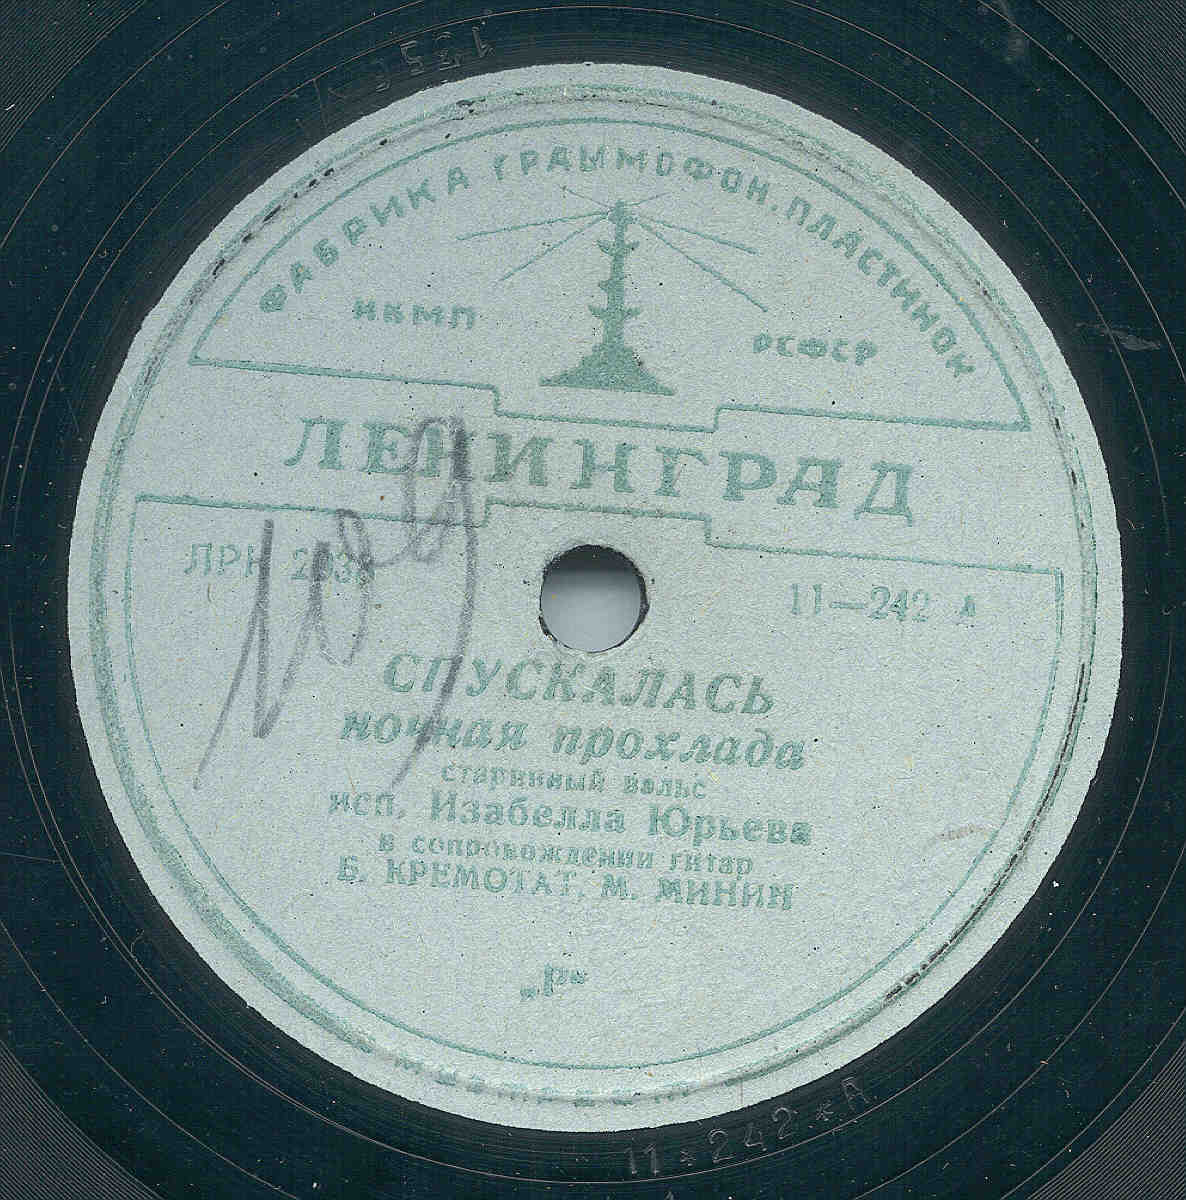 ФАБРИКА ГРАММОФОН. ПЛАСТИНОК
НКМП
РСФСР
ЛЕНИНГРАД
ЛРК
11—242 А
СПУСКАЛАСЬ
ночная прохлада
старинный вальс
исп. Изабелла Юрьева
в сопровождении гитар
Б. КРЕМОТАТ, М. МИНИН
„Р“
11*242*А